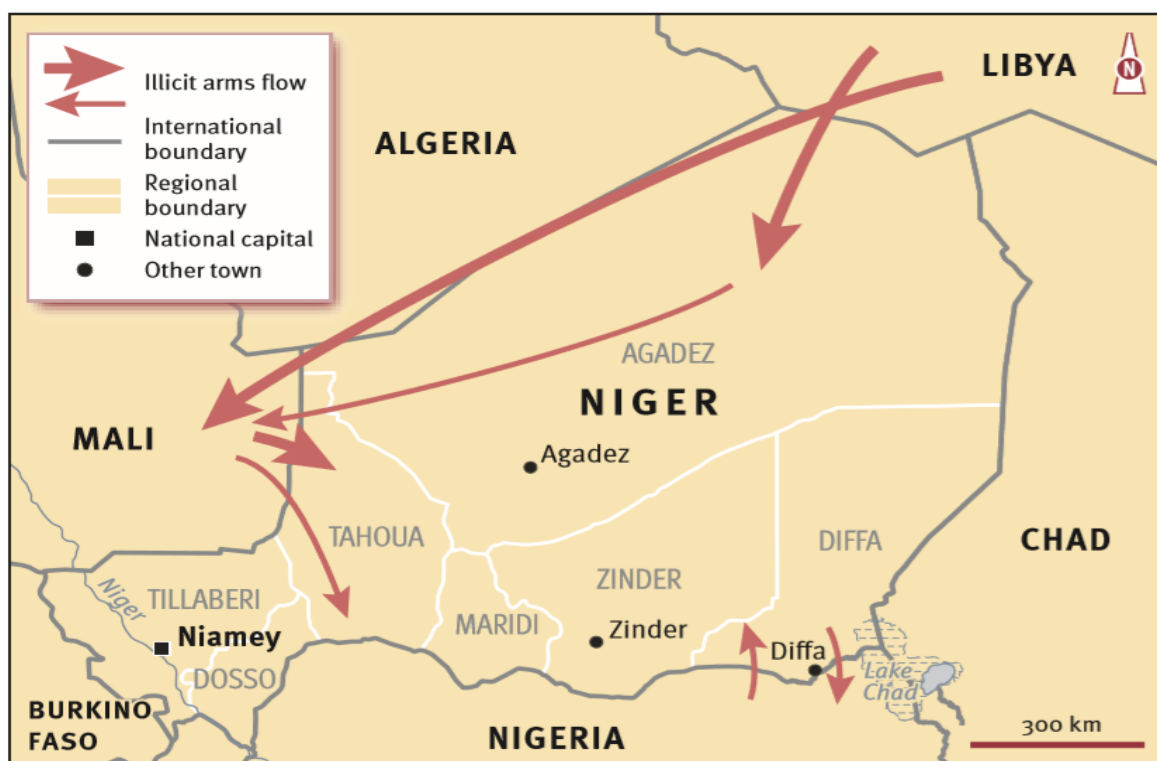 Illicit arms flow
International
boundary
Regional
boundary
National capital
Other town
LIBYA
N
ALGERIA
AGADEZ
NIGER
MALI
Agadez
TAHOUA
DIFFA
CHAD
ZINDER
Niger
TILLABERI
MARIDI
Zinder
Niamey
Diffa
DOSSO
Lake
Chad
BURKINO
FASO
NIGERIA
300 km